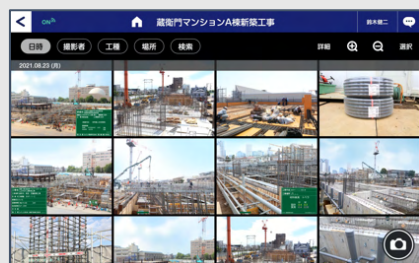 ON
蔵衛門マンションA棟新築工事
鈴木健二
日時
撮影者
工種
場所
検索
詳細
選択
2021.08.23 (月)